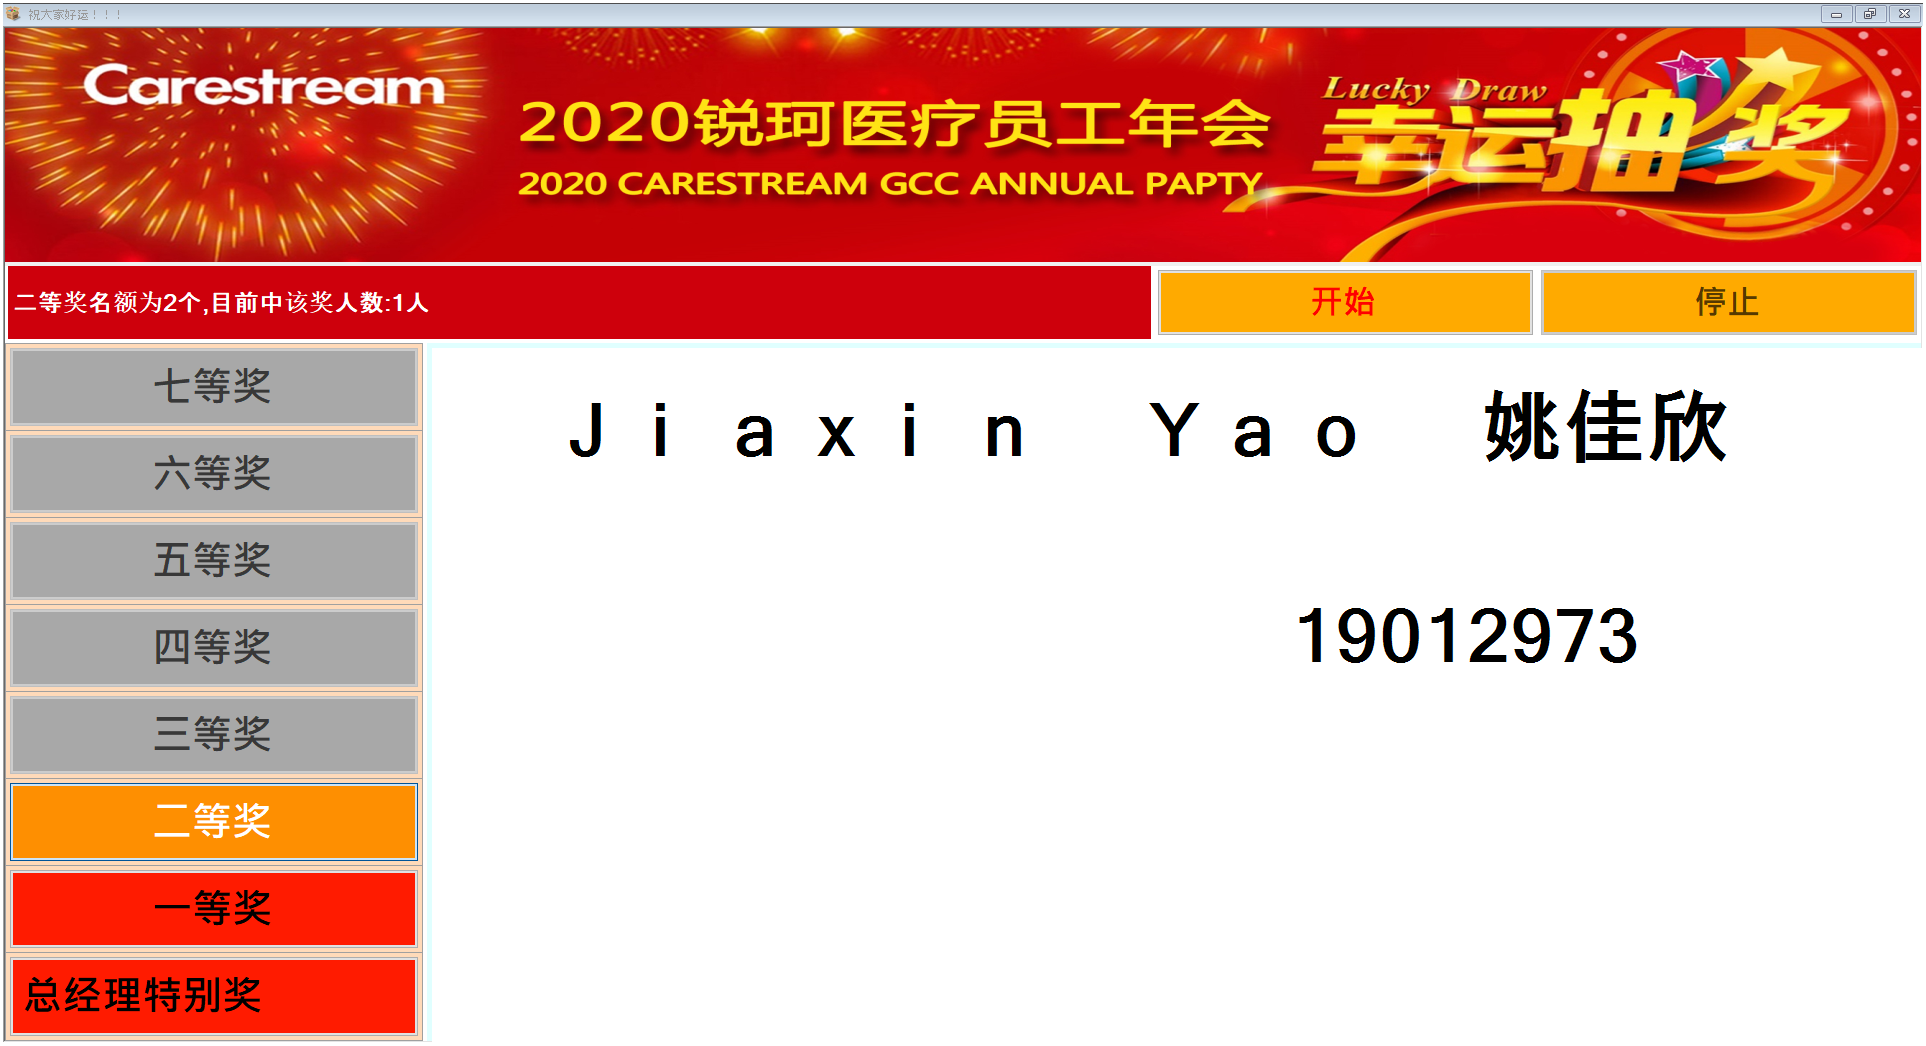 祝大家好运！！！
Carestream
2020锐珂医疗员工年会
2020 CARESTREAM GCC ANNUAL PAPTY
Lucky Draw
幸运抽奖
二等奖名额为2个,目前中该奖人数:1人
开始
停止
七等奖
六等奖
五等奖
四等奖
三等奖
二等奖
一等奖
总经理特别奖
Jiaxin Yao 姚佳欣
19012973